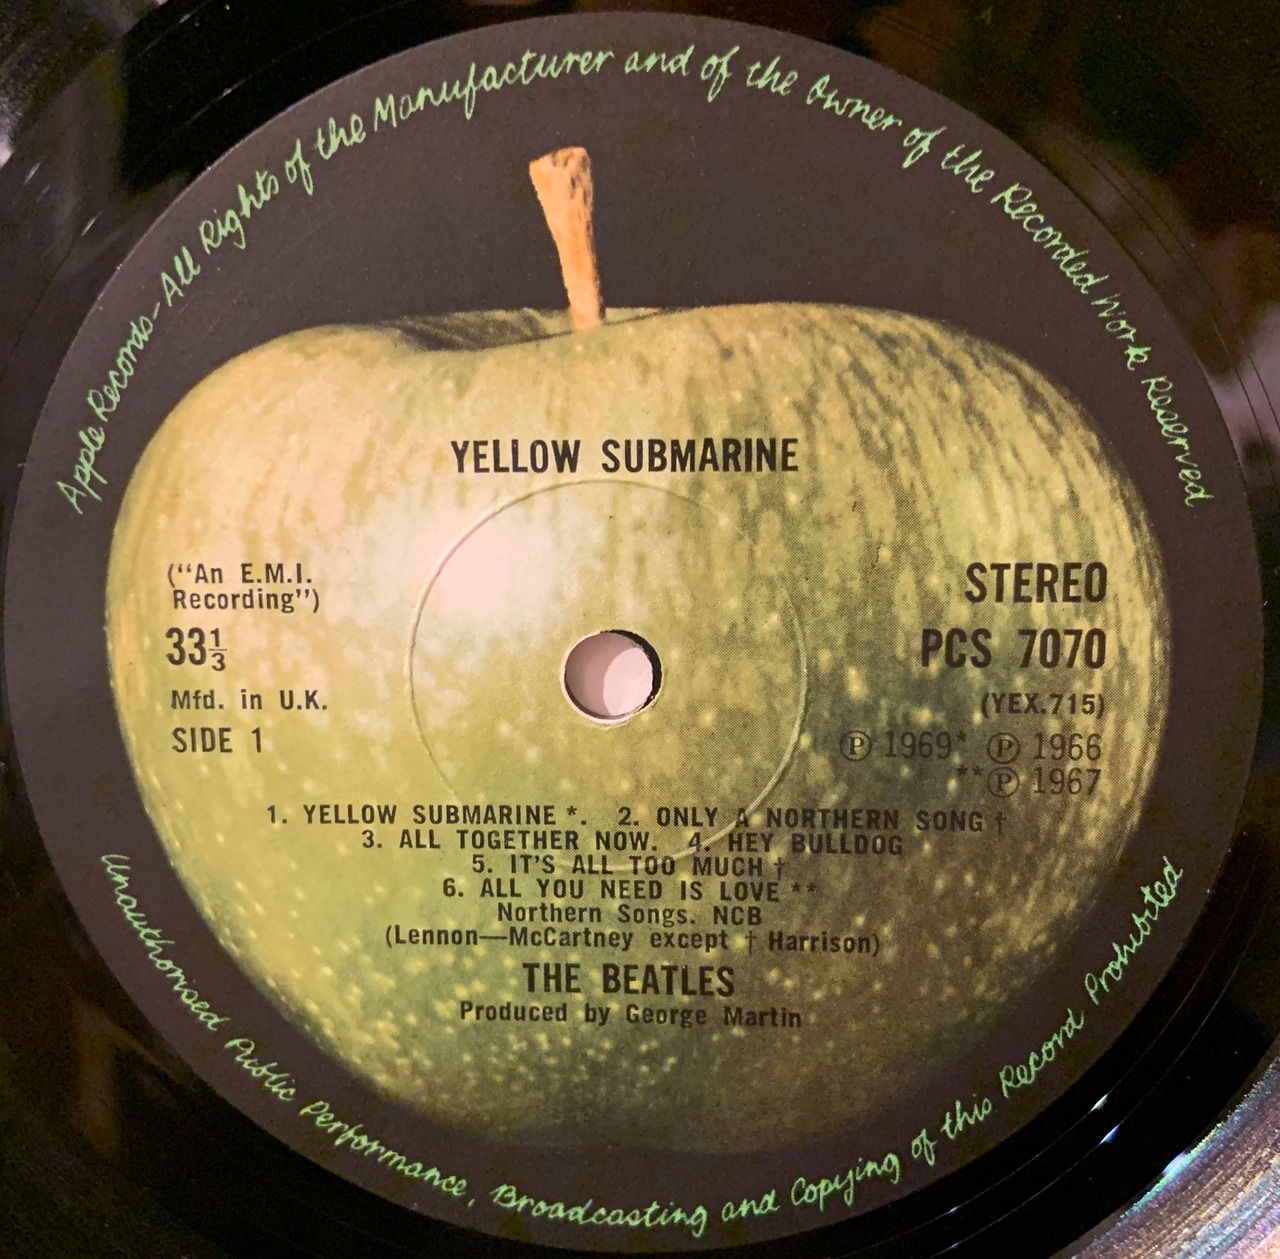 Apple Records–All Rights of the Manufacturer and of the Owner of the Recorded Work Reserved
YELLOW SUBMARINE
("An E.M.I.
Recording")
33⅓
Mfd. in U.K.
SIDE 1
STEREO
PCS 7070
(YEX.715)
Ⓟ 1969* Ⓟ 1966
**Ⓟ 1967
1. YELLOW SUBMARINE *. 2. ONLY A NORTHERN SONG †
3. ALL TOGETHER NOW. 4. HEY BULLDOG
5. IT'S ALL TOO MUCH †
6. ALL YOU NEED IS LOVE **
Northern Songs. NCB
(Lennon—McCartney except † Harrison)
THE BEATLES
Produced by George Martin
Unauthorised Public Performance, Broadcasting and Copying of this Record Prohibited